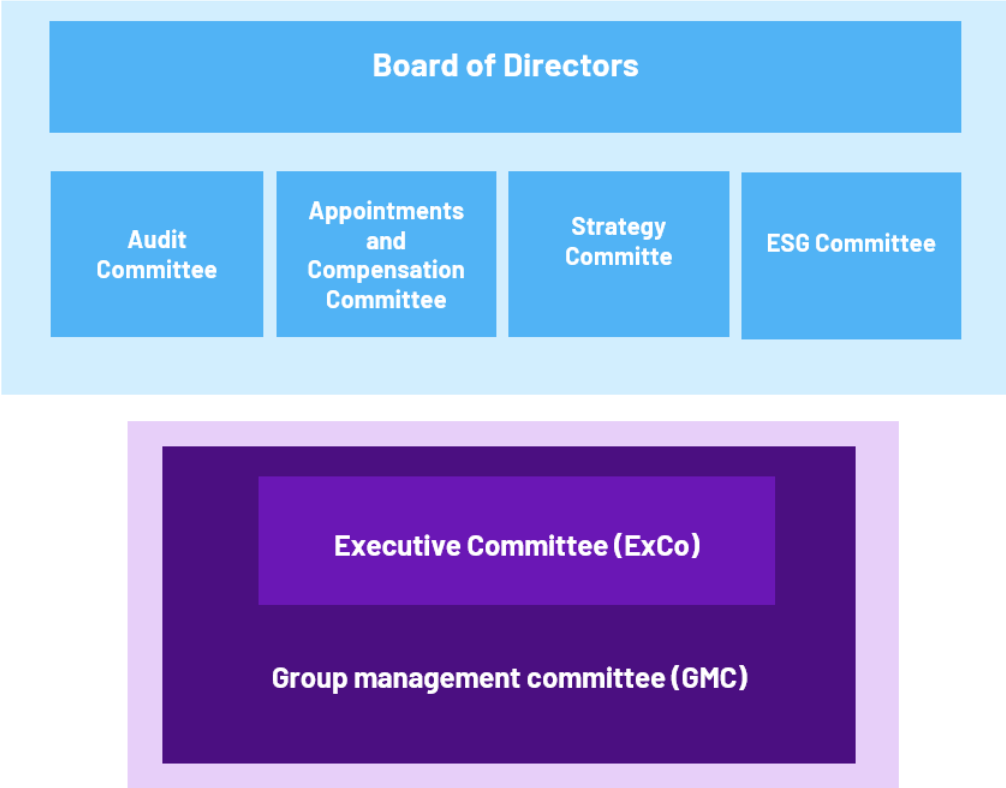 Board of Directors
Audit
Committee
Appointments
and
Compensation
Committee
Strategy
Committe
ESG Committee
Executive Committee (ExCo)
Group management committee (GMC)